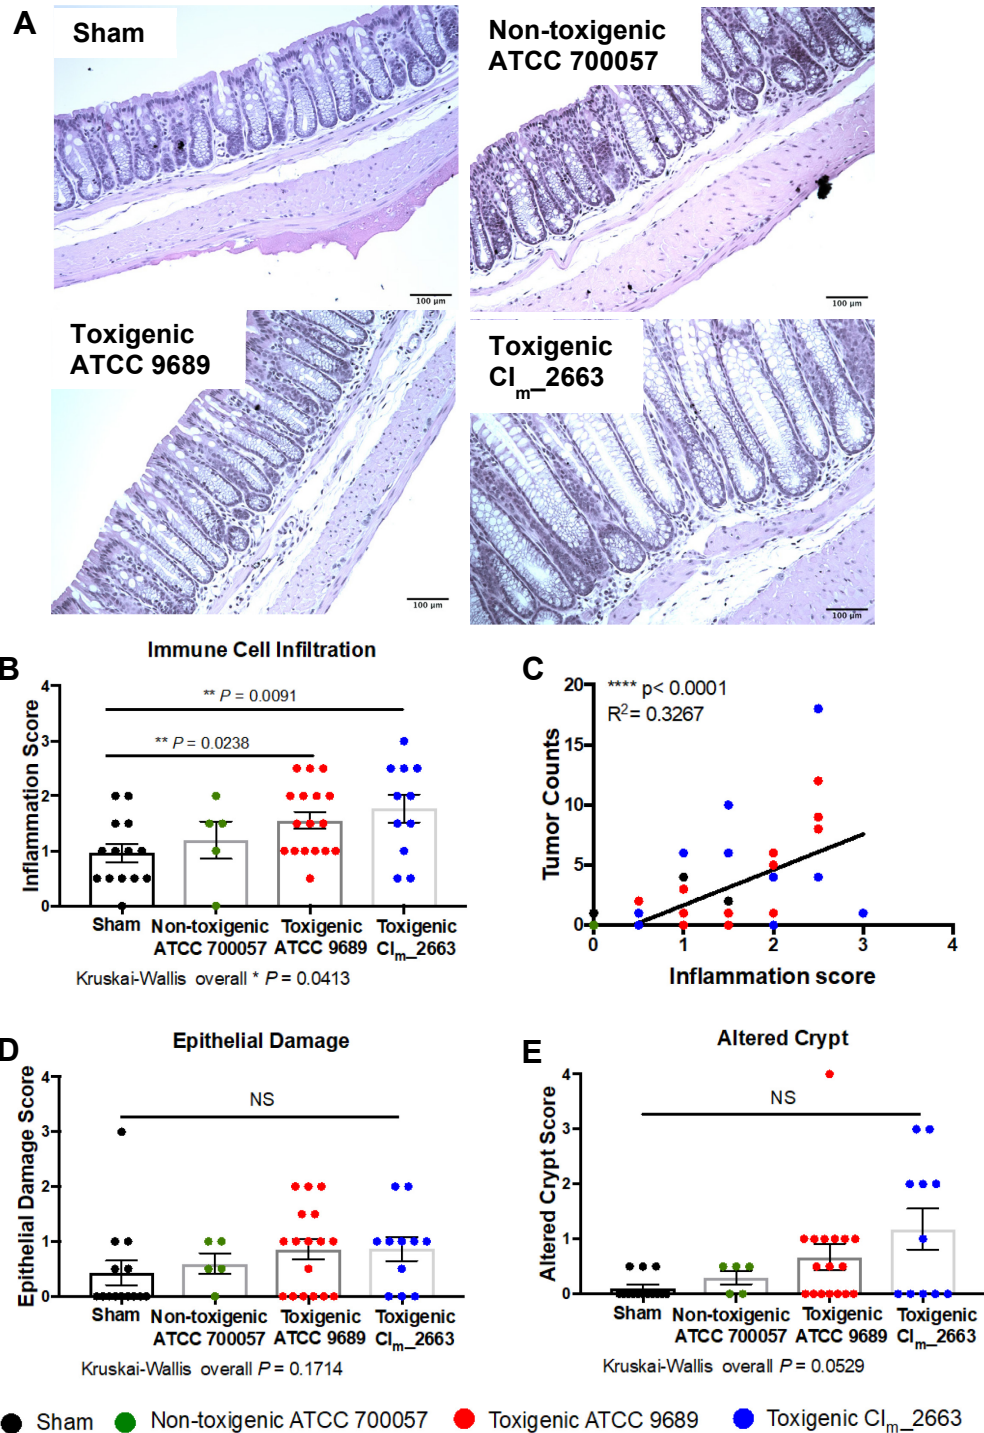 A
Sham
Non-toxigenic
ATCC 700057
100 µm
100 µm
Toxigenic
ATCC 9689
Toxigenic
CIm_2663
100 µm
100 µm
B
Immune Cell Infiltration
** P = 0.0091
** P = 0.0238
Inflammation Score
4
3
2
1
0
Sham
Non-toxigenic
ATCC 700057
Toxigenic
ATCC 9689
Toxigenic
CIm_2663
Kruskai-Wallis overall * P = 0.0413
C
**** p< 0.0001
R2= 0.3267
Tumor Counts
20
15
10
5
0
0 1 2 3 4
Inflammation score
D
Epithelial Damage
NS
Epithelial Damage Score
4
3
2
1
0
Sham
Non-toxigenic
ATCC 700057
Toxigenic
ATCC 9689
Toxigenic
CIm_2663
Kruskai-Wallis overall P = 0.1714
E
Altered Crypt
NS
Altered Crypt Score
4
3
2
1
0
Sham
Non-toxigenic
ATCC 700057
Toxigenic
ATCC 9689
Toxigenic
CIm_2663
Kruskai-Wallis overall P = 0.0529
Sham Non-toxigenic ATCC 700057 Toxigenic ATCC 9689 Toxigenic CIm_2663